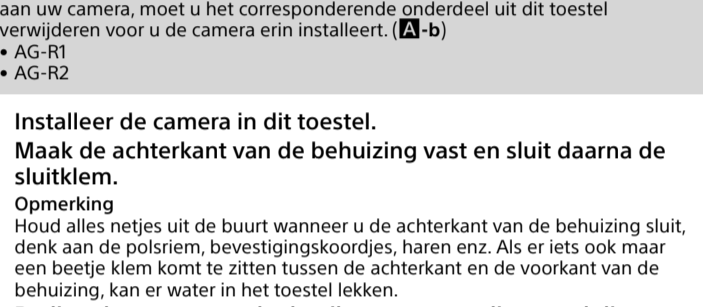 aan uw camera, moet u het corresponderende onderdeel uit dit toestel
verwijderen voor u de camera erin installeert. (A-b)
• AG-R1
• AG-R2
Installeer de camera in dit toestel.
Maak de achterkant van de behuizing vast en sluit daarna de
sluitklem.
Opmerking
Houd alles netjes uit de buurt wanneer u de achterkant van de behuizing sluit,
denk aan de polsriem, bevestigingskoordjes, haren enz. Als er iets ook maar
een beetje klem komt te zitten tussen de achterkant en de voorkant van de
behuizing, kan er water in het toestel lekken.